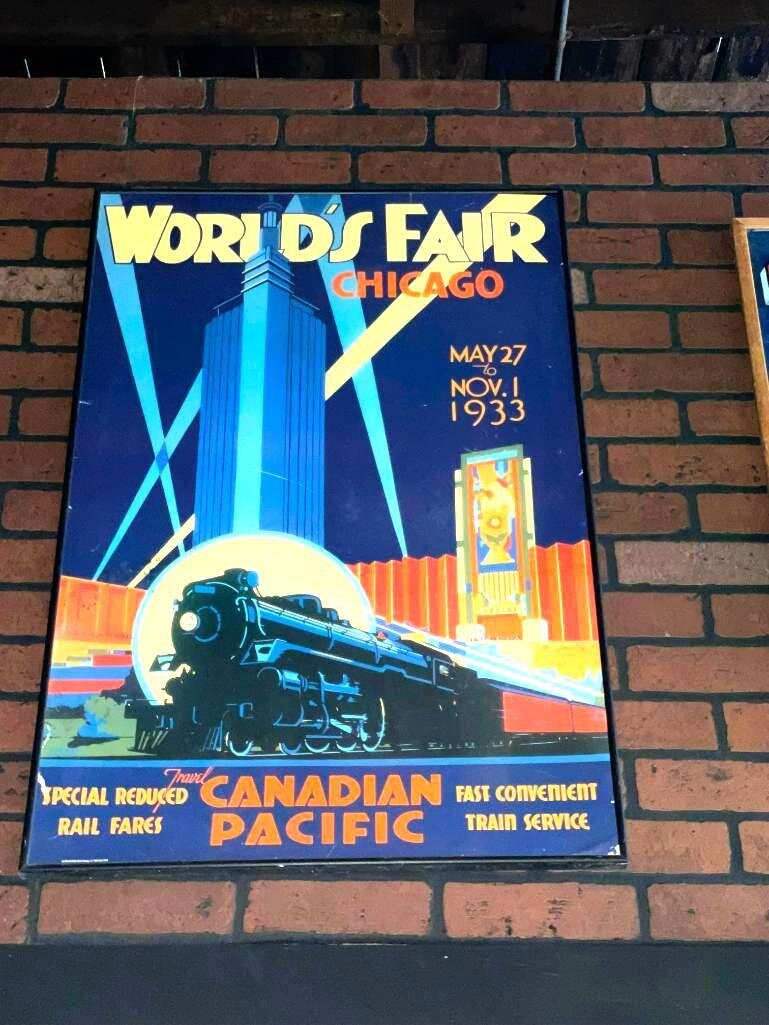 WORLD'S FAIR
CHICAGO
MAY 27
to
NOV. 1
1933
Travel
SPECIAL REDUCED
RAIL FARES
CANADIAN
PACIFIC
FAST CONVENIENT
TRAIN SERVICE